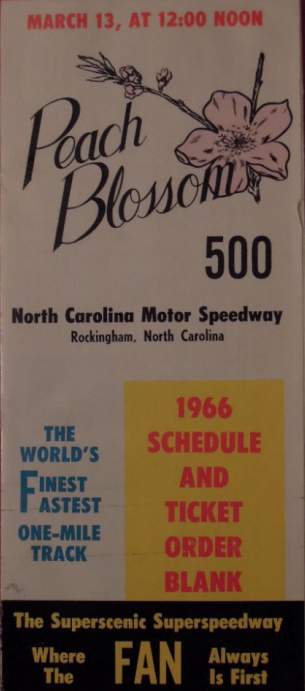 MARCH 13, AT 12:00 NOON
Peach
Blossom
500
North Carolina Motor Speedway
Rockingham, North Carolina
THE
WORLD'S
FINEST
FASTEST
ONE-MILE
TRACK
1966
SCHEDULE
AND
TICKET
ORDER
BLANK
The Superscenic Superspeedway
Where The FAN Always Is First